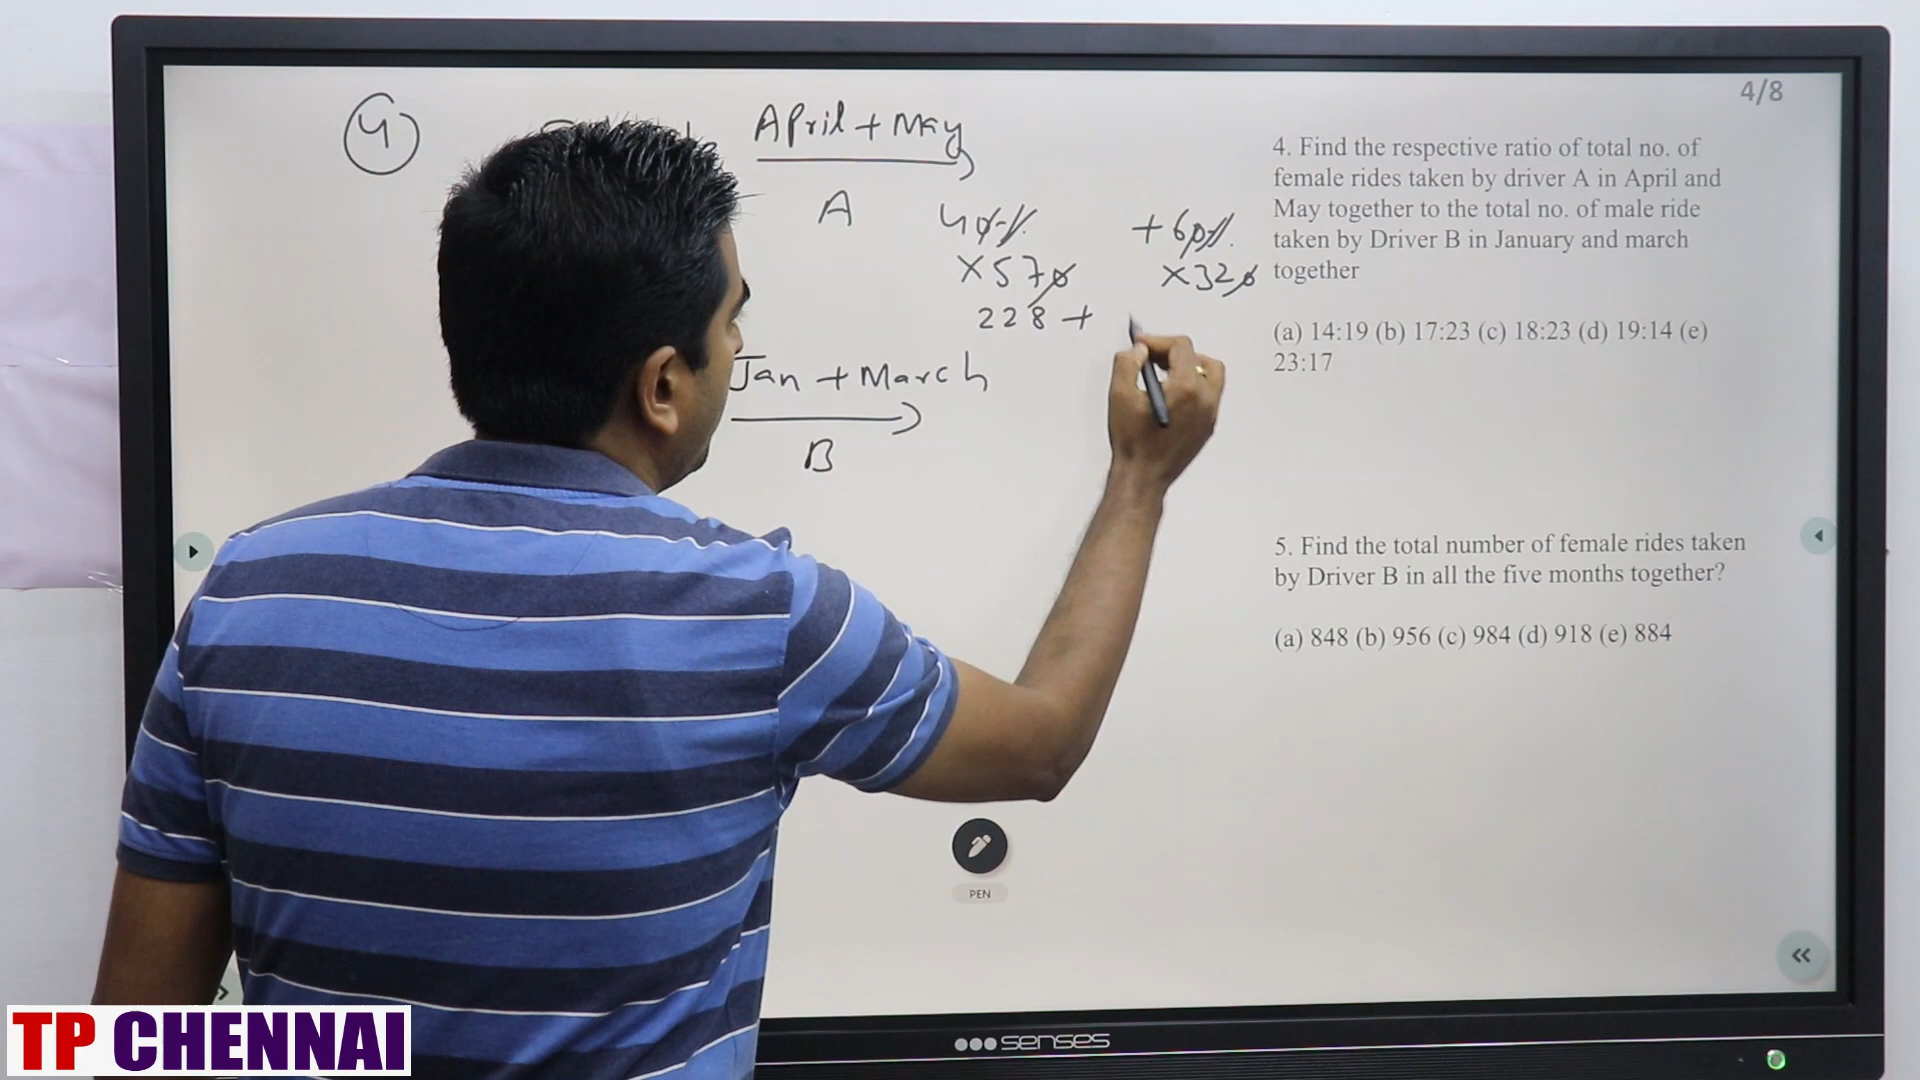 4/8
4
April + May
A
40% + 60%
×570 ×320
228 +
Jan + March
B
4. Find the respective ratio of total no. of
female rides taken by driver A in April and
May together to the total no. of male ride
taken by Driver B in January and march
together
(a) 14:19 (b) 17:23 (c) 18:23 (d) 19:14 (e)
23:17
5. Find the total number of female rides taken
by Driver B in all the five months together?
(a) 848 (b) 956 (c) 984 (d) 918 (e) 884
PEN
senses
TP CHENNAI